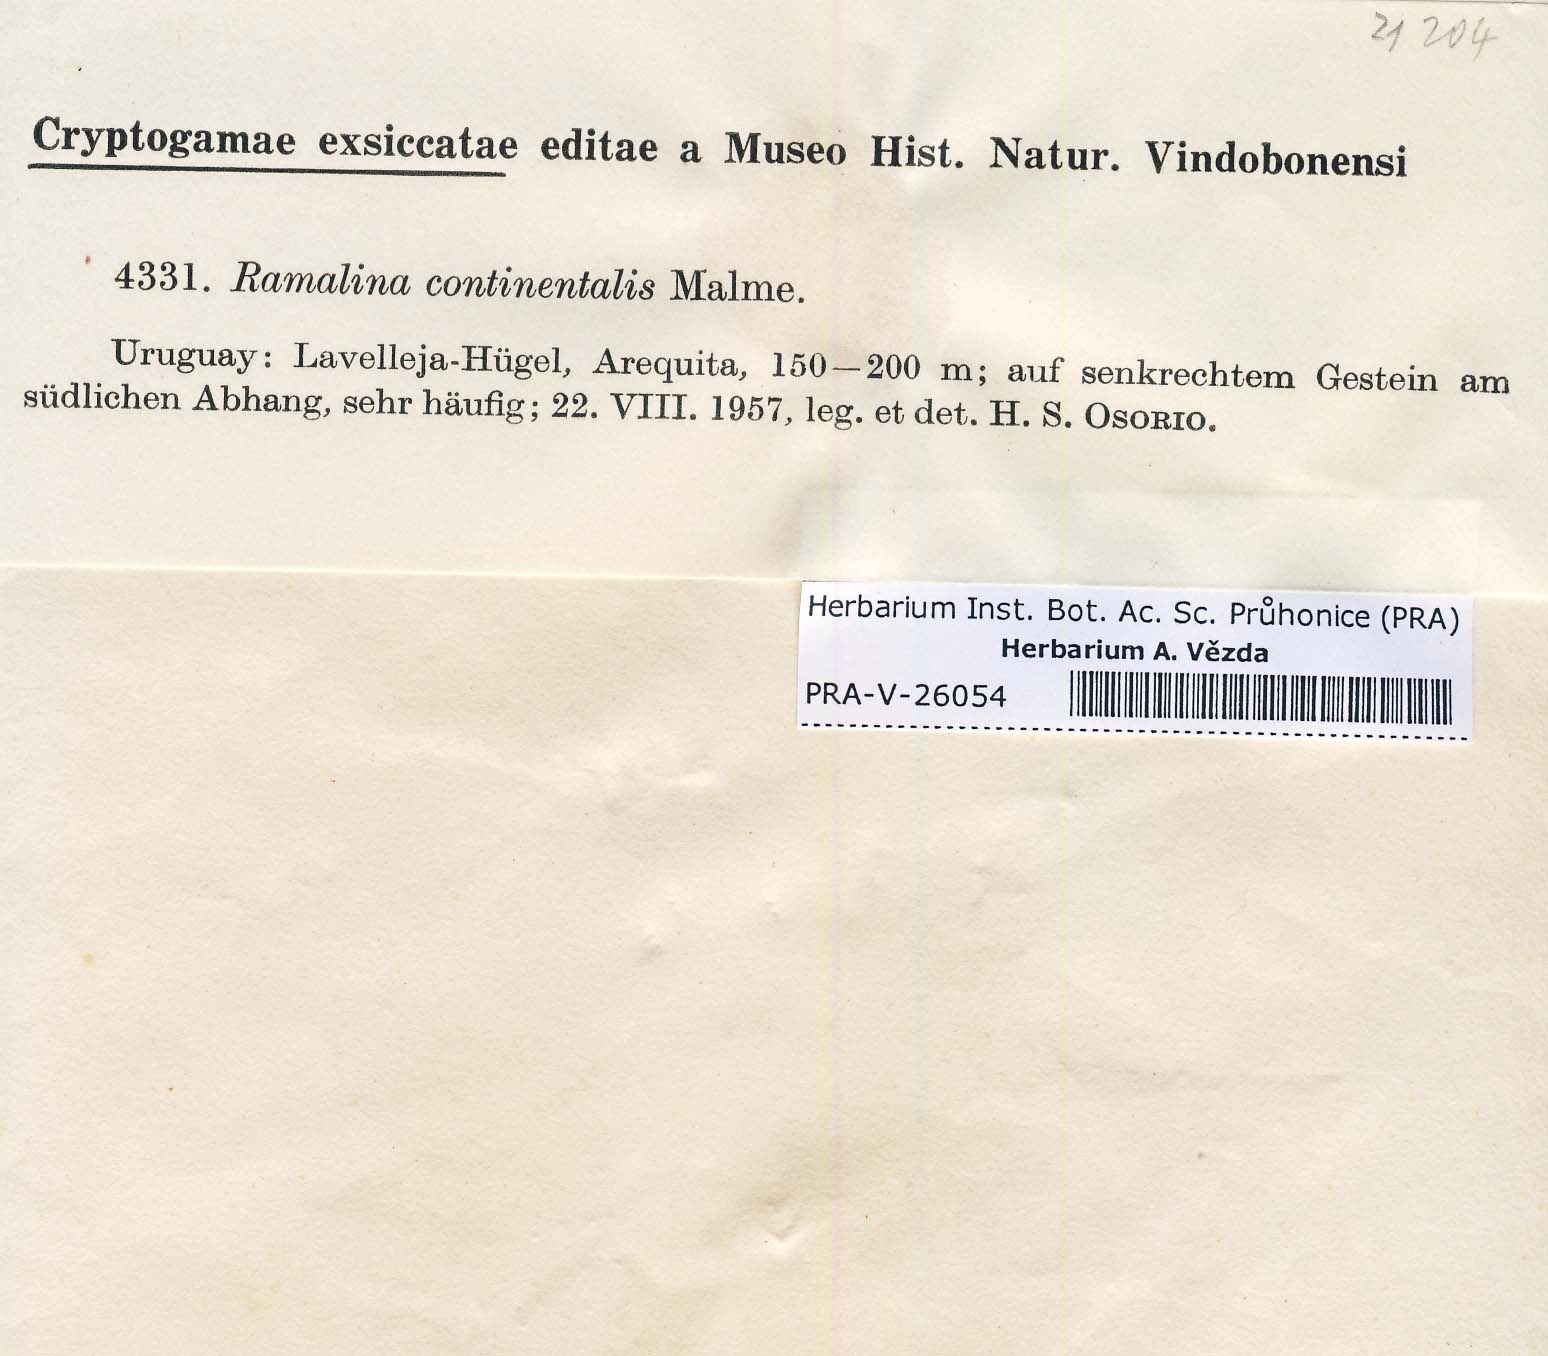 21 204
Cryptogamae exsiccatae editae a Museo Hist. Natur. Vindobonensi
4331. Ramalina continentalis Malme.
Uruguay: Lavelleja-Hügel, Arequita, 150—200 m; auf senkrechtem Gestein am
südlichen Abhang, sehr häufig; 22. VIII. 1957, leg. et det. H. S. OSORIO.
Herbarium Inst. Bot. Ac. Sc. Průhonice (PRA)
Herbarium A. Vězda
PRA-V-26054